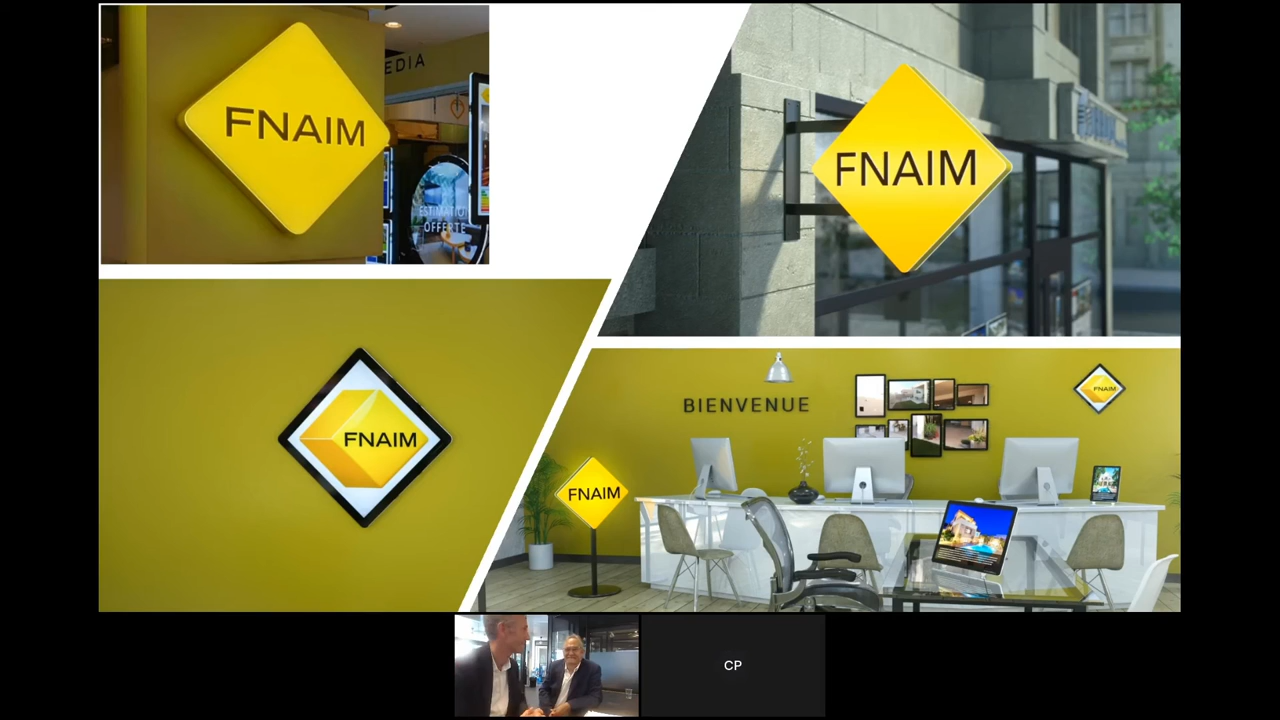 EDIA
FNAIM
ESTIMATION
OFFERTE
FNAIM
FNAIM
BIENVENUE
FNAIM
FNAIM
CP